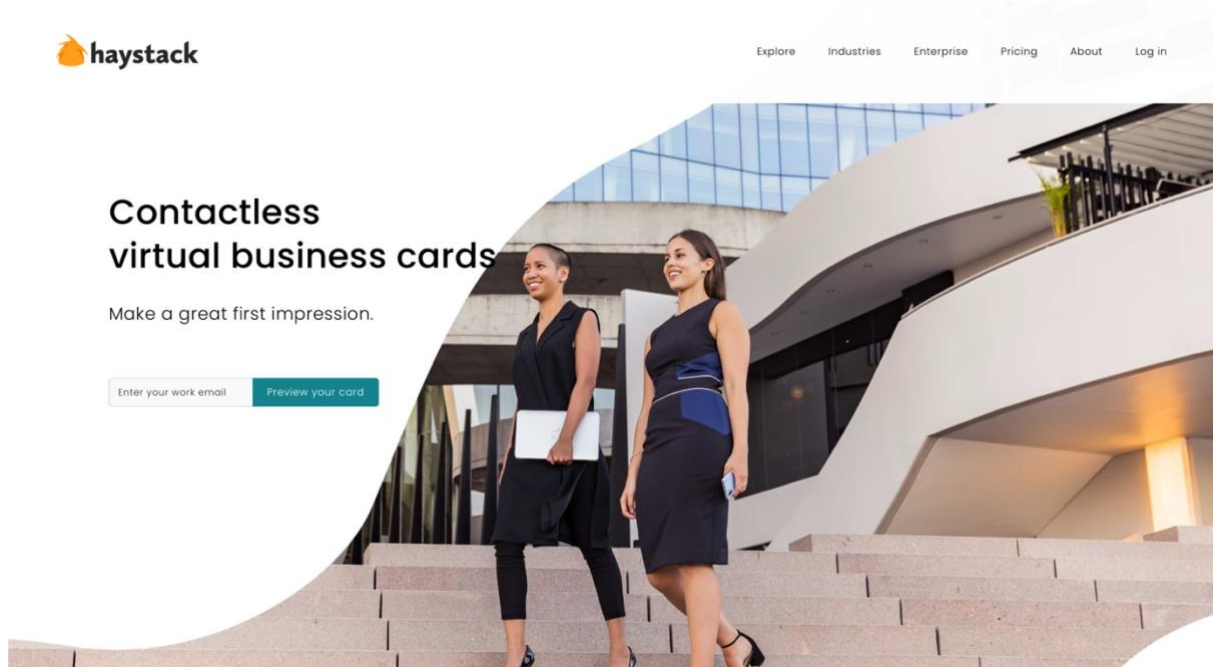 haystack
Explore Industries Enterprise Pricing About Log in
Contactless
virtual business cards
Make a great first impression.
Enter your work email Preview your card